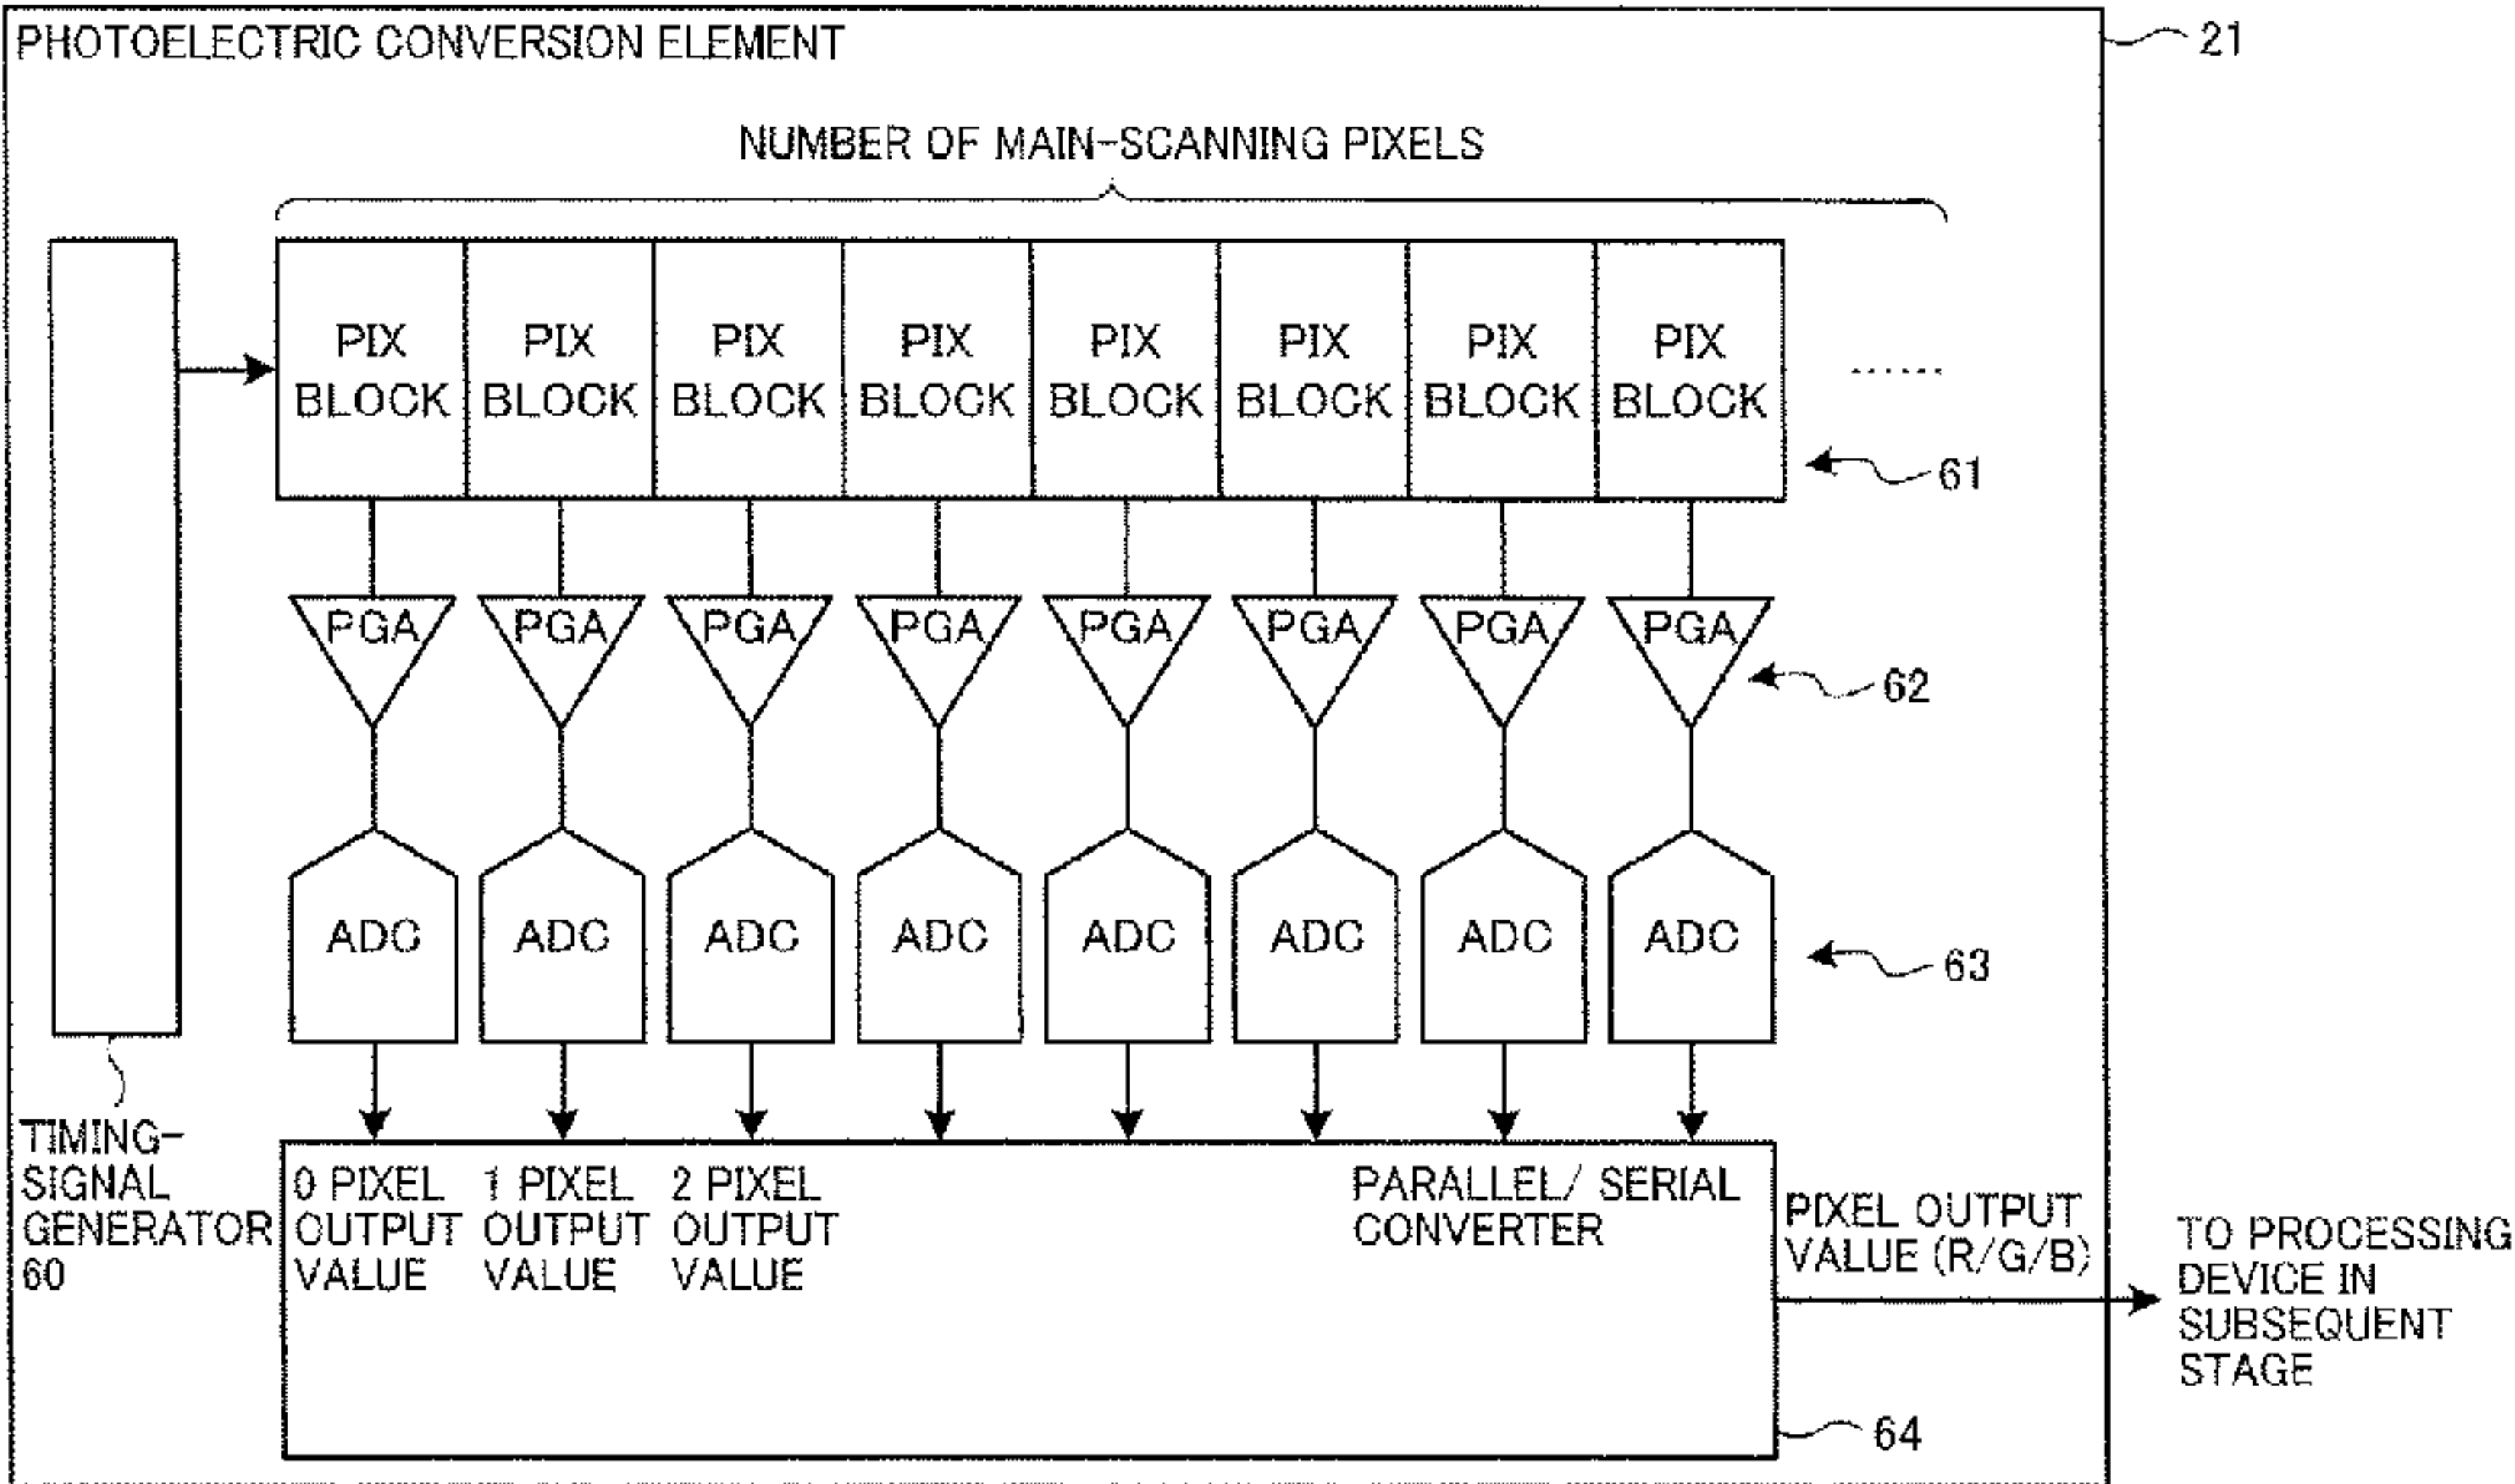 PHOTOELECTRIC CONVERSION ELEMENT
21
NUMBER OF MAIN-SCANNING PIXELS
PIX BLOCK
PIX BLOCK
PIX BLOCK
PIX BLOCK
PIX BLOCK
PIX BLOCK
PIX BLOCK
PIX BLOCK
......
61
PGA PGA PGA PGA PGA PGA PGA PGA
62
ADC ADC ADC ADC ADC ADC ADC ADC
63
TIMING-
SIGNAL
GENERATOR
60
0 PIXEL
OUTPUT
VALUE
1 PIXEL
OUTPUT
VALUE
2 PIXEL
OUTPUT
VALUE
PARALLEL/ SERIAL
CONVERTER
PIXEL OUTPUT
VALUE (R/G/B)
TO PROCESSING
DEVICE IN
SUBSEQUENT
STAGE
64